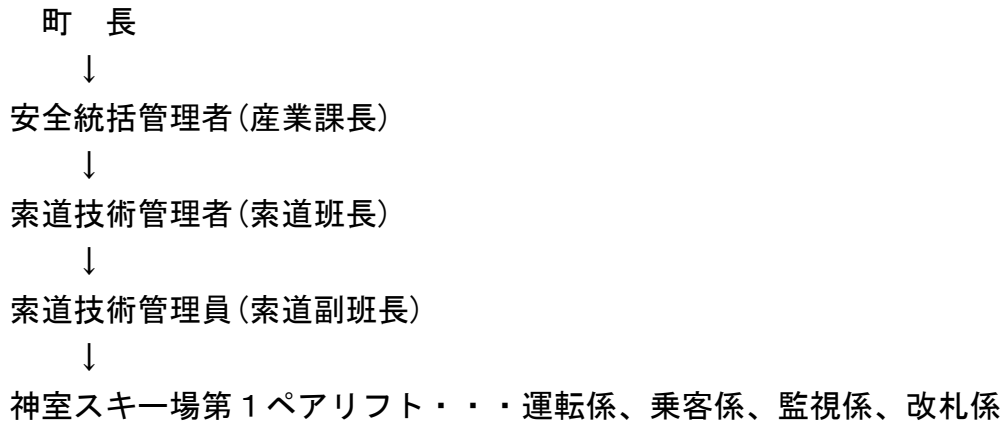 町　長
↓
安全統括管理者(産業課長)
↓
索道技術管理者(索道班長)
↓
索道技術管理員(索道副班長)
↓
神室スキー場第１ペアリフト・・・運転係、乗客係、監視係、改札係